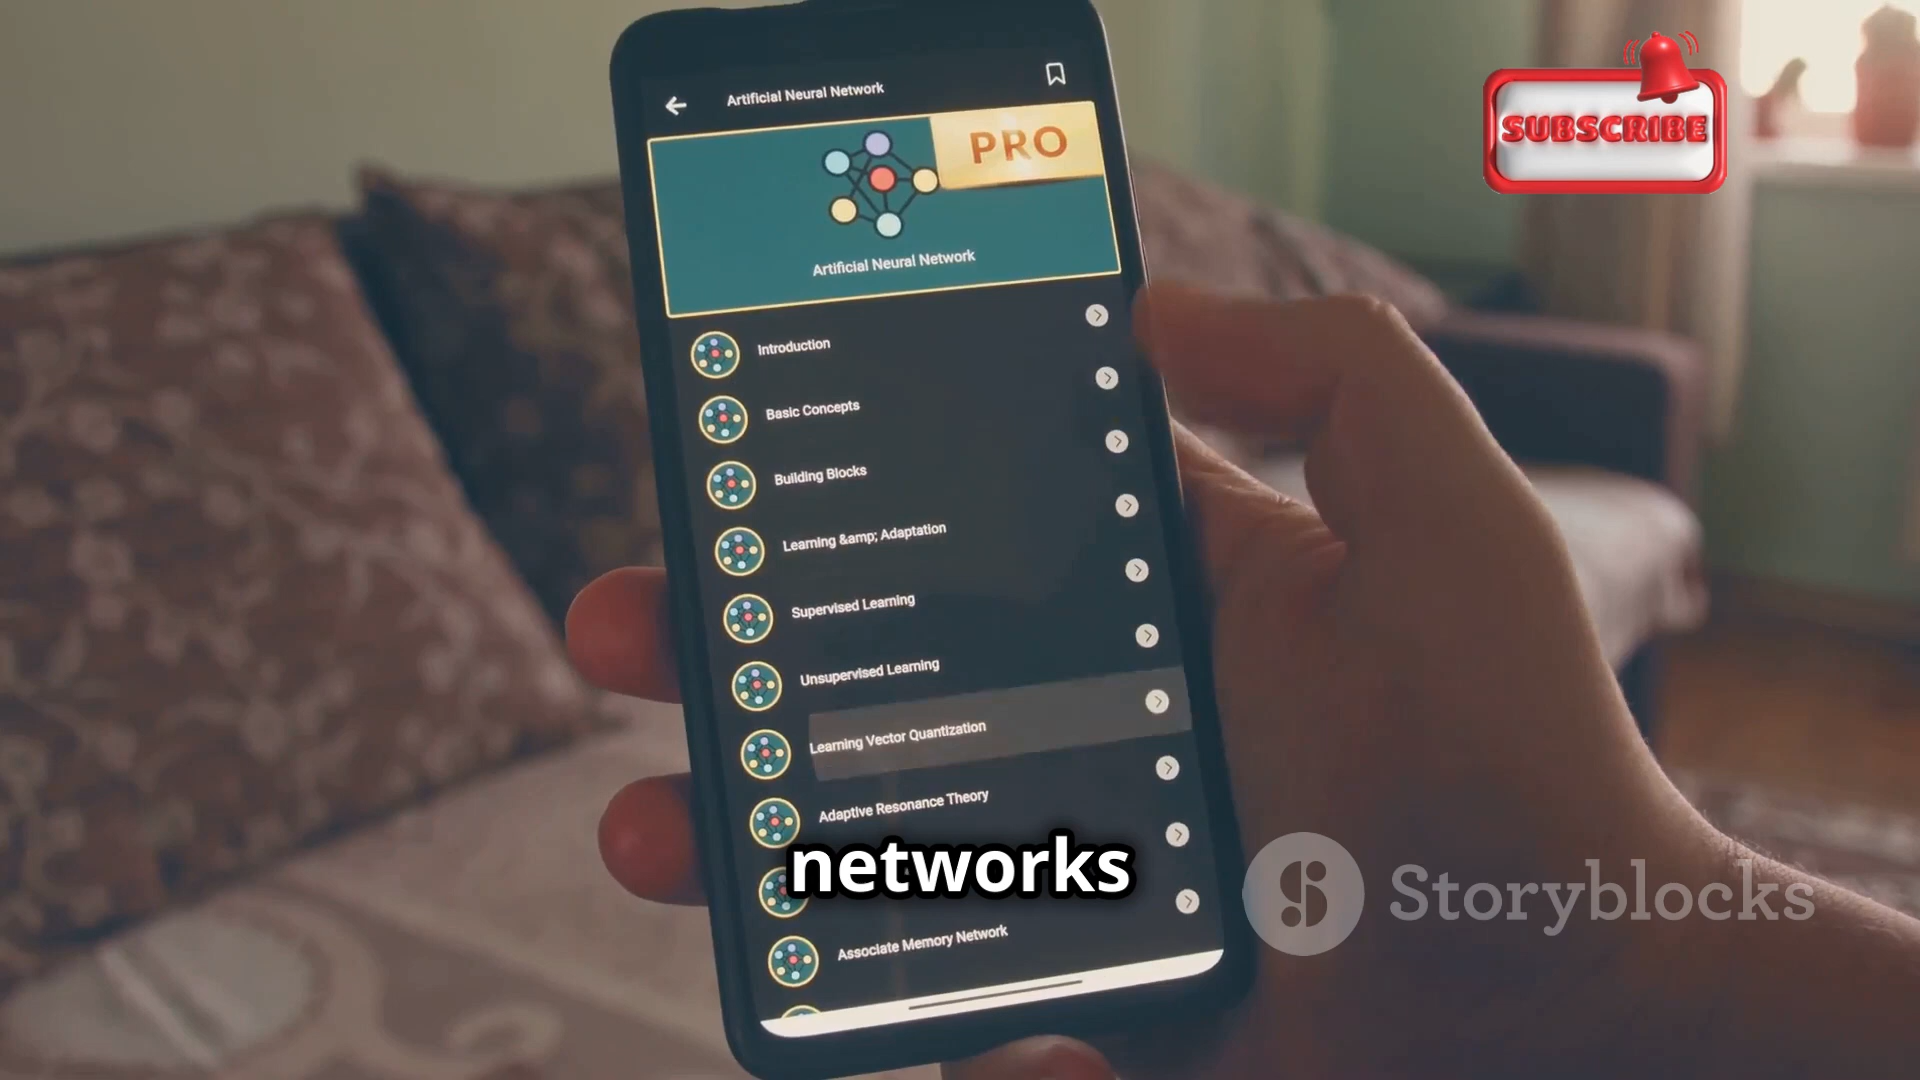 Artificial Neural Network
PRO
SUBSCRIBE
Artificial Neural Network
Introduction
Basic Concepts
Building Blocks
Learning &amp; Adaptation
Supervised Learning
Unsupervised Learning
Learning Vector Quantization
Adaptive Resonance Theory
networks
Storyblocks
Associate Memory Network